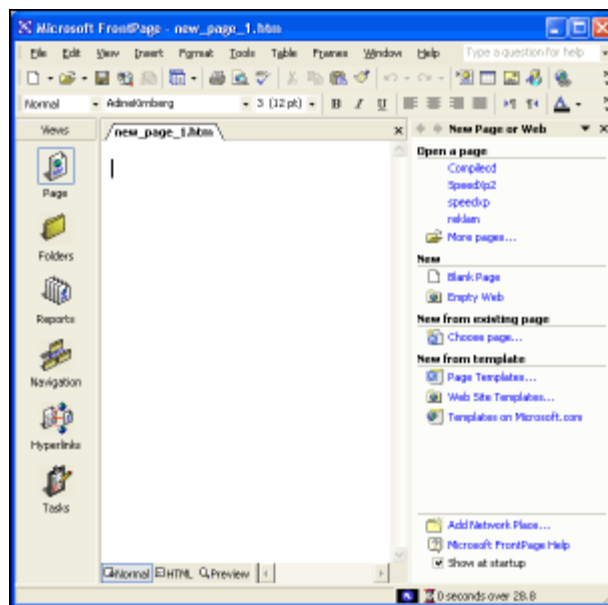 Microsoft FrontPage - new_page_1.htm
File Edit View Insert Format Tools Table Frames Window Help Type a question for help
Normal AdineKirnberg 3 (12 pt) B I U A
Views
new_page_1.htm
New Page or Web
Page
Folders
Reports
Navigation
Hyperlinks
Tasks
Open a page
Compilecd
SpeedXp2
speedxp
reklam
More pages...
New
Blank Page
Empty Web
New from existing page
Choose page...
New from template
Page Templates...
Web Site Templates...
Templates on Microsoft.com
Add Network Place...
Microsoft FrontPage Help
Show at startup
Normal HTML Preview
0 seconds over 28.8